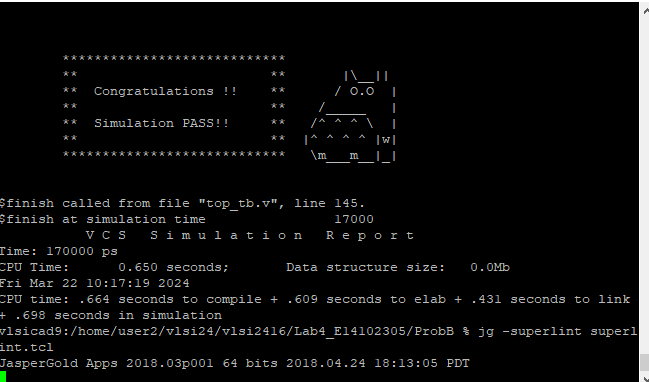 ****************************
**                        **       |\__||
**  Congratulations !!    **      / O.O  |
**                        **    /_____   |
**  Simulation PASS!!     **   /^ ^ ^ \  |
**                        **  |^ ^ ^ ^ |w|
****************************   \m___m__|_|
$finish called from file "top_tb.v", line 145.
$finish at simulation time                17000
V C S   S i m u l a t i o n   R e p o r t
Time: 170000 ps
CPU Time:      0.650 seconds;       Data structure size:   0.0Mb
Fri Mar 22 10:17:19 2024
CPU time: .664 seconds to compile + .609 seconds to elab + .431 seconds to link
+ .698 seconds in simulation
vlsicad9:/home/user2/vlsi24/vlsi2416/Lab4_E14102305/ProbB % jg -superlint superl
int.tcl
JasperGold Apps 2018.03p001 64 bits 2018.04.24 18:13:05 PDT